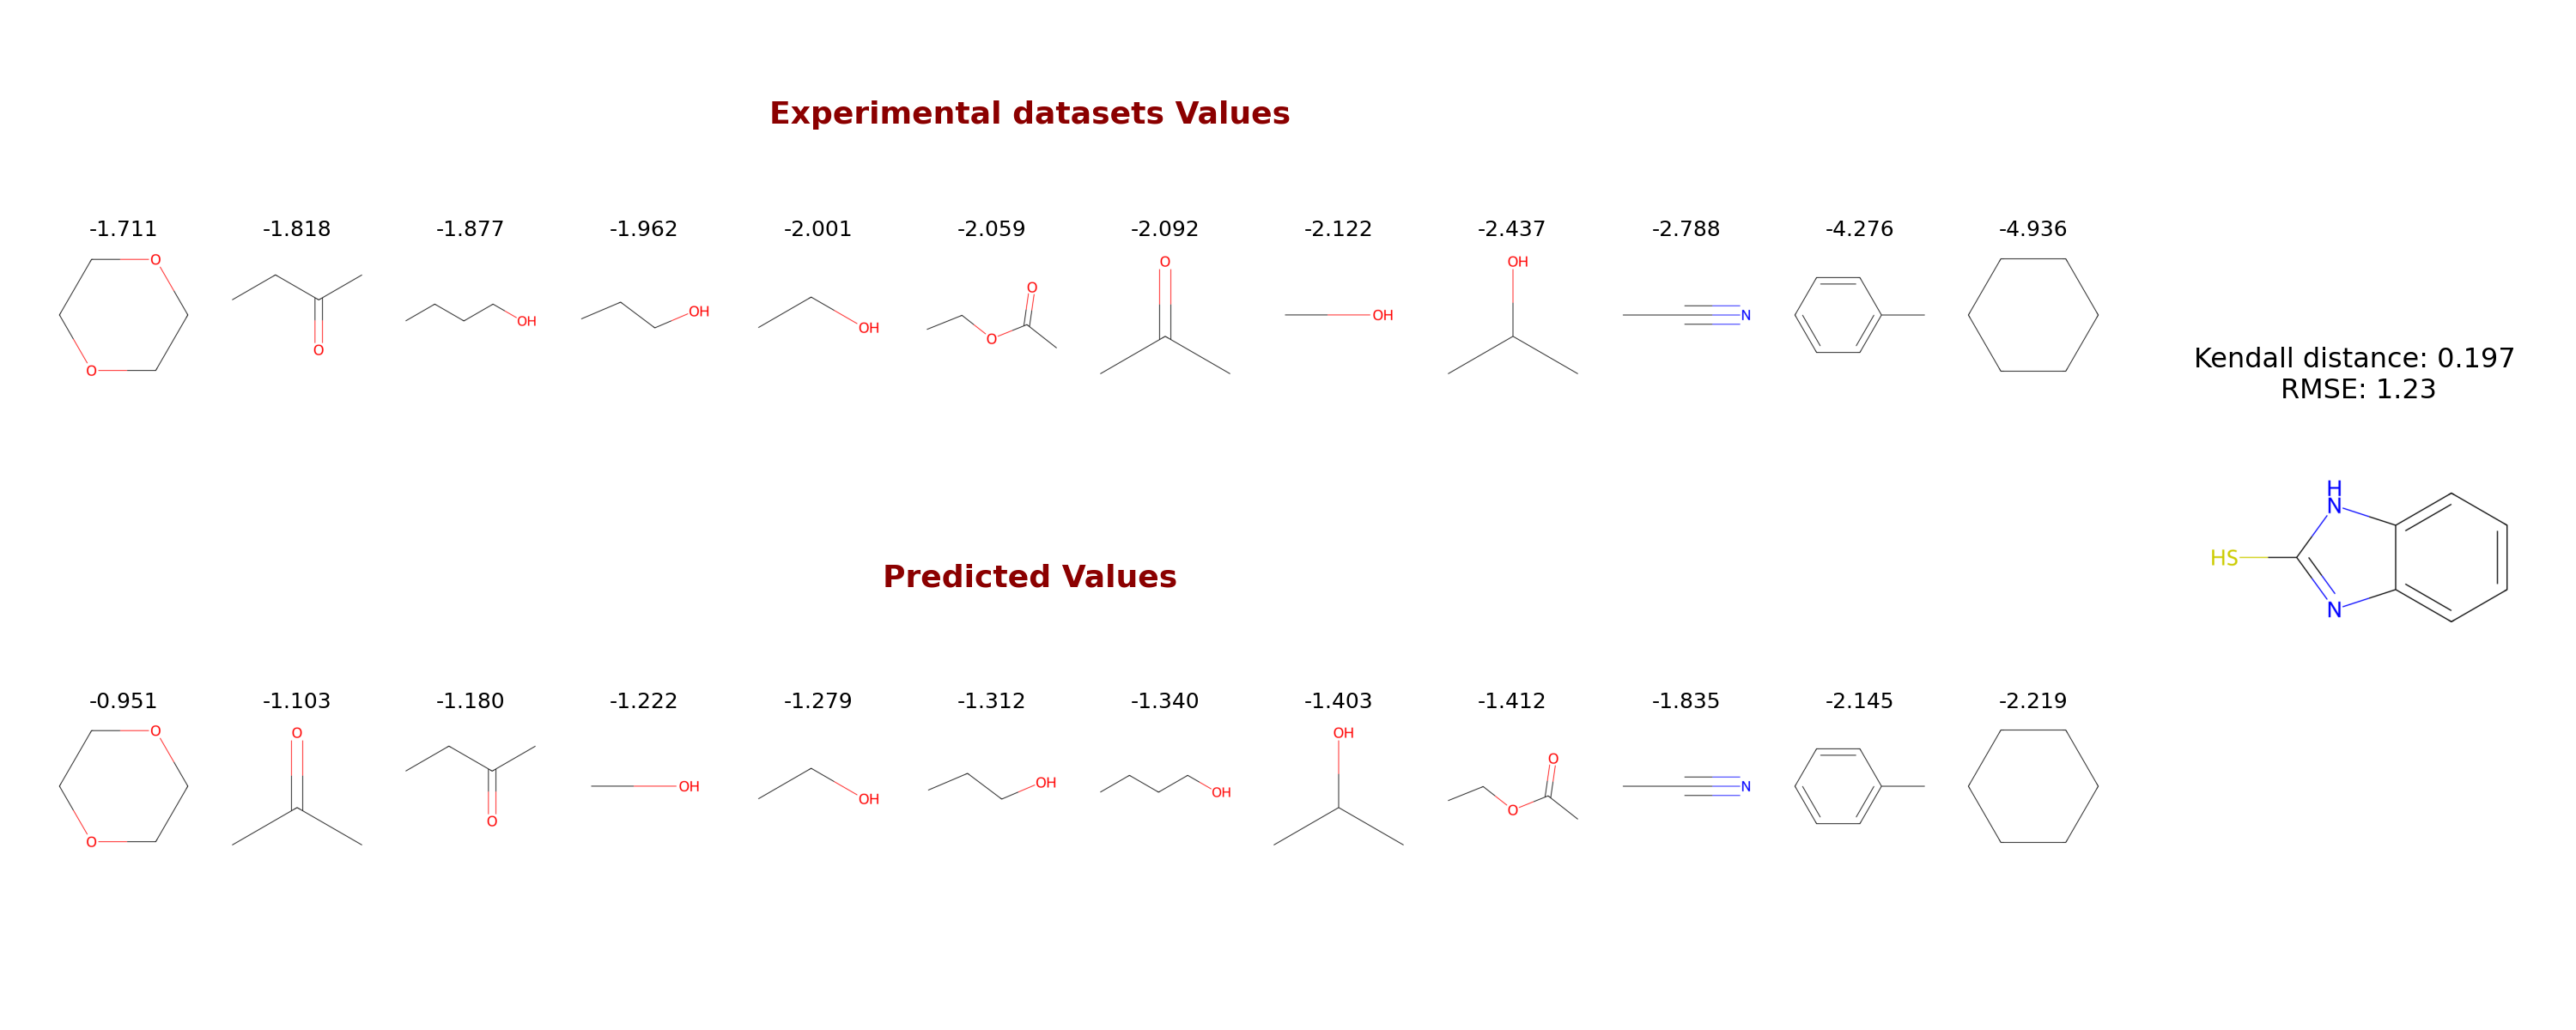 Experimental datasets Values
-1.711 -1.818 -1.877 -1.962 -2.001 -2.059 -2.092 -2.122 -2.437 -2.788 -4.276 -4.936
O O O OH OH OH O O O OH OH N
Kendall distance: 0.197
RMSE: 1.23
H
N
HS
N
Predicted Values
-0.951 -1.103 -1.180 -1.222 -1.279 -1.312 -1.340 -1.403 -1.412 -1.835 -2.145 -2.219
O O O O OH OH OH OH OH O O N